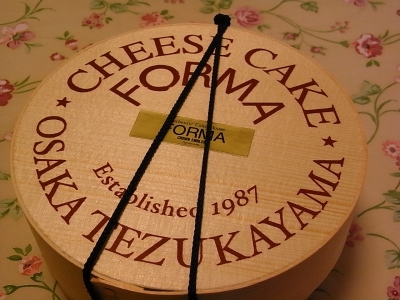 ★ CHEESE CAKE ★
FORMA
FORMA
Established 1987
OSAKA TEZUKAYAMA